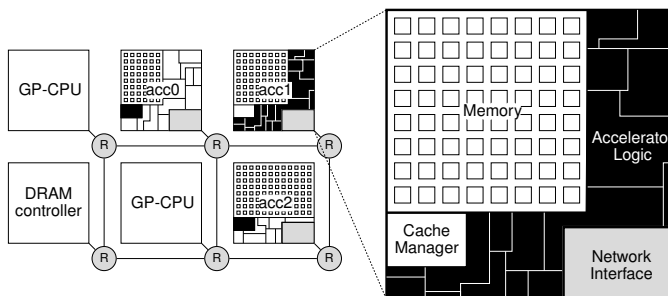 GP-CPU
acc0
acc1
R
R
R
DRAM
controller
GP-CPU
acc2
R
R
R
Memory
Accelerato
Logic
Cache
Manager
Network
Interface